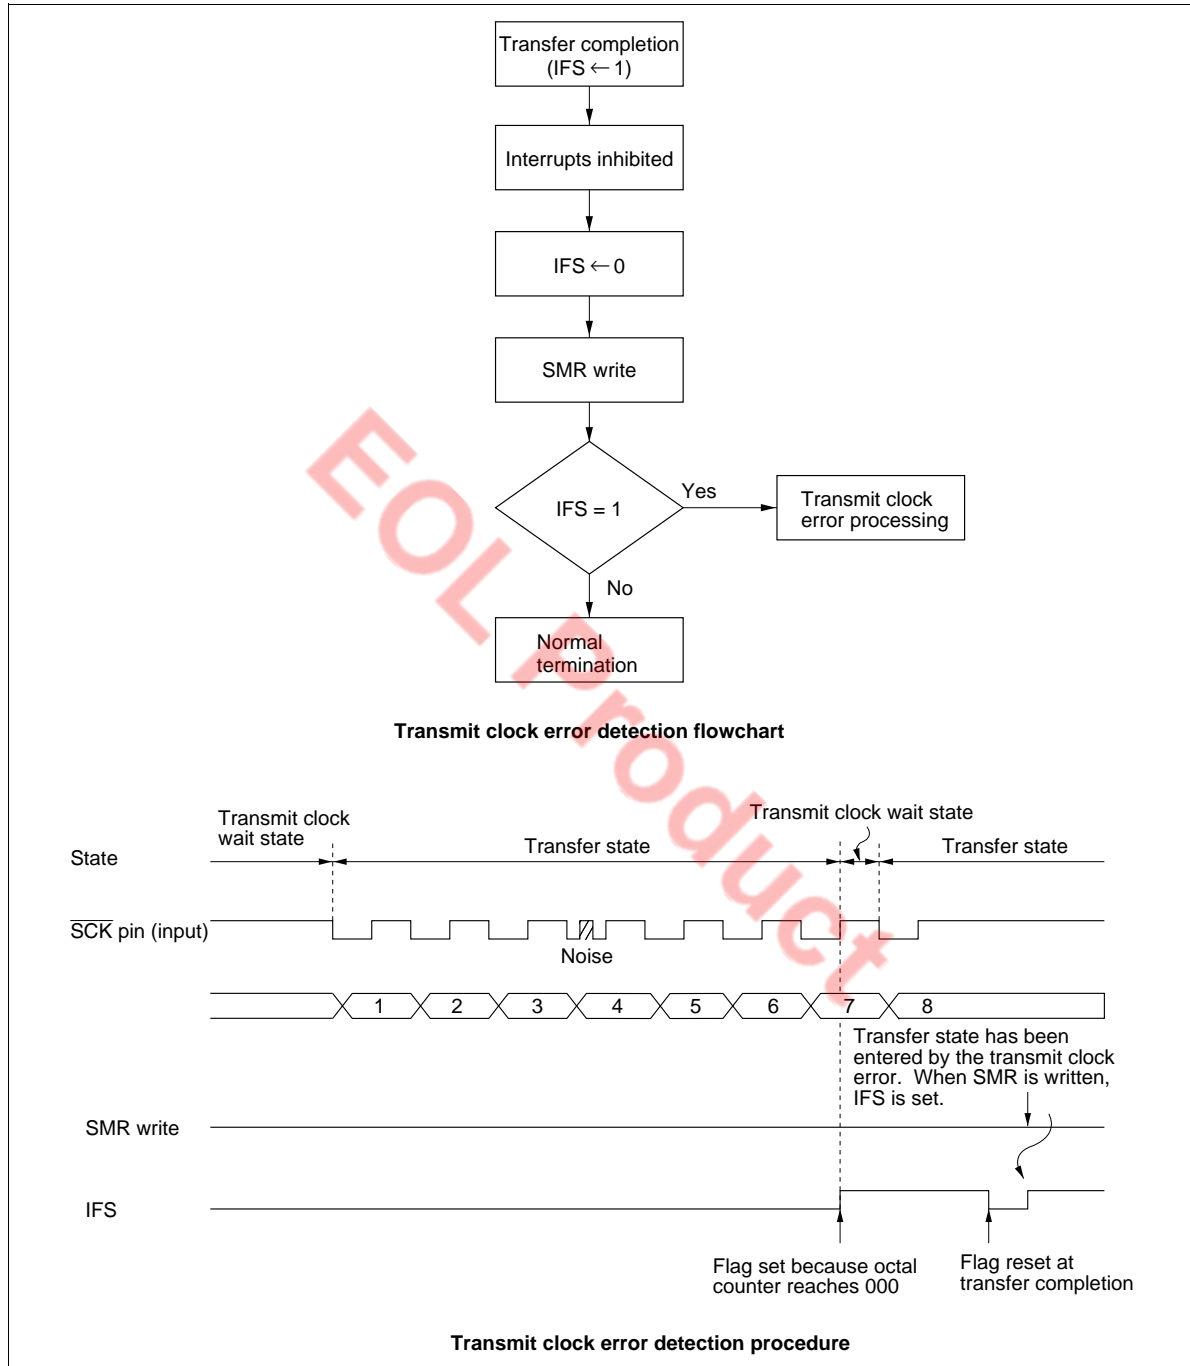 Transfer completion
(IFS ← 1)
Interrupts inhibited
IFS ← 0
SMR write
IFS = 1
Yes
Transmit clock
error processing
No
Normal
termination
Transmit clock error detection flowchart
Transmit clock
wait state
Transmit clock wait state
State
Transfer state
Transfer state
SCK pin (input)
Noise
1 2 3 4 5 6 7 8
Transfer state has been
entered by the transmit clock
error. When SMR is written,
IFS is set.
SMR write
IFS
Flag set because octal
counter reaches 000
Flag reset at
transfer completion
Transmit clock error detection procedure
EOL Product